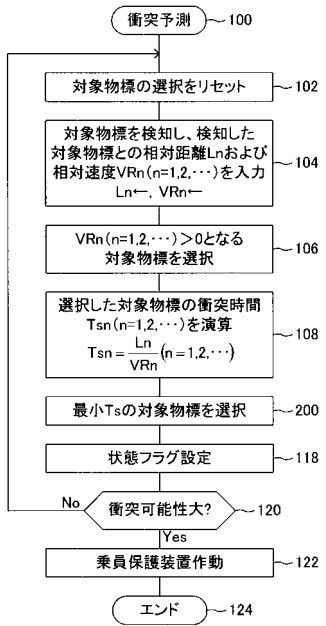 衝突予測
100
対象物標の選択をリセット
102
対象物標を検知し、検知した
対象物標との相対距離Lnおよび
相対速度VRn(n=1,2,･･･)を入力
Ln←, VRn←
104
VRn(n=1,2,･･･)＞0となる
対象物標を選択
106
選択した対象物標の衝突時間
Tsn(n=1,2,･･･)を演算
Tsn=Ln/VRn(n=1,2,･･･)
108
最小Tsの対象物標を選択
200
状態フラグ設定
118
No
衝突可能性大?
120
Yes
乗員保護装置作動
122
エンド
124